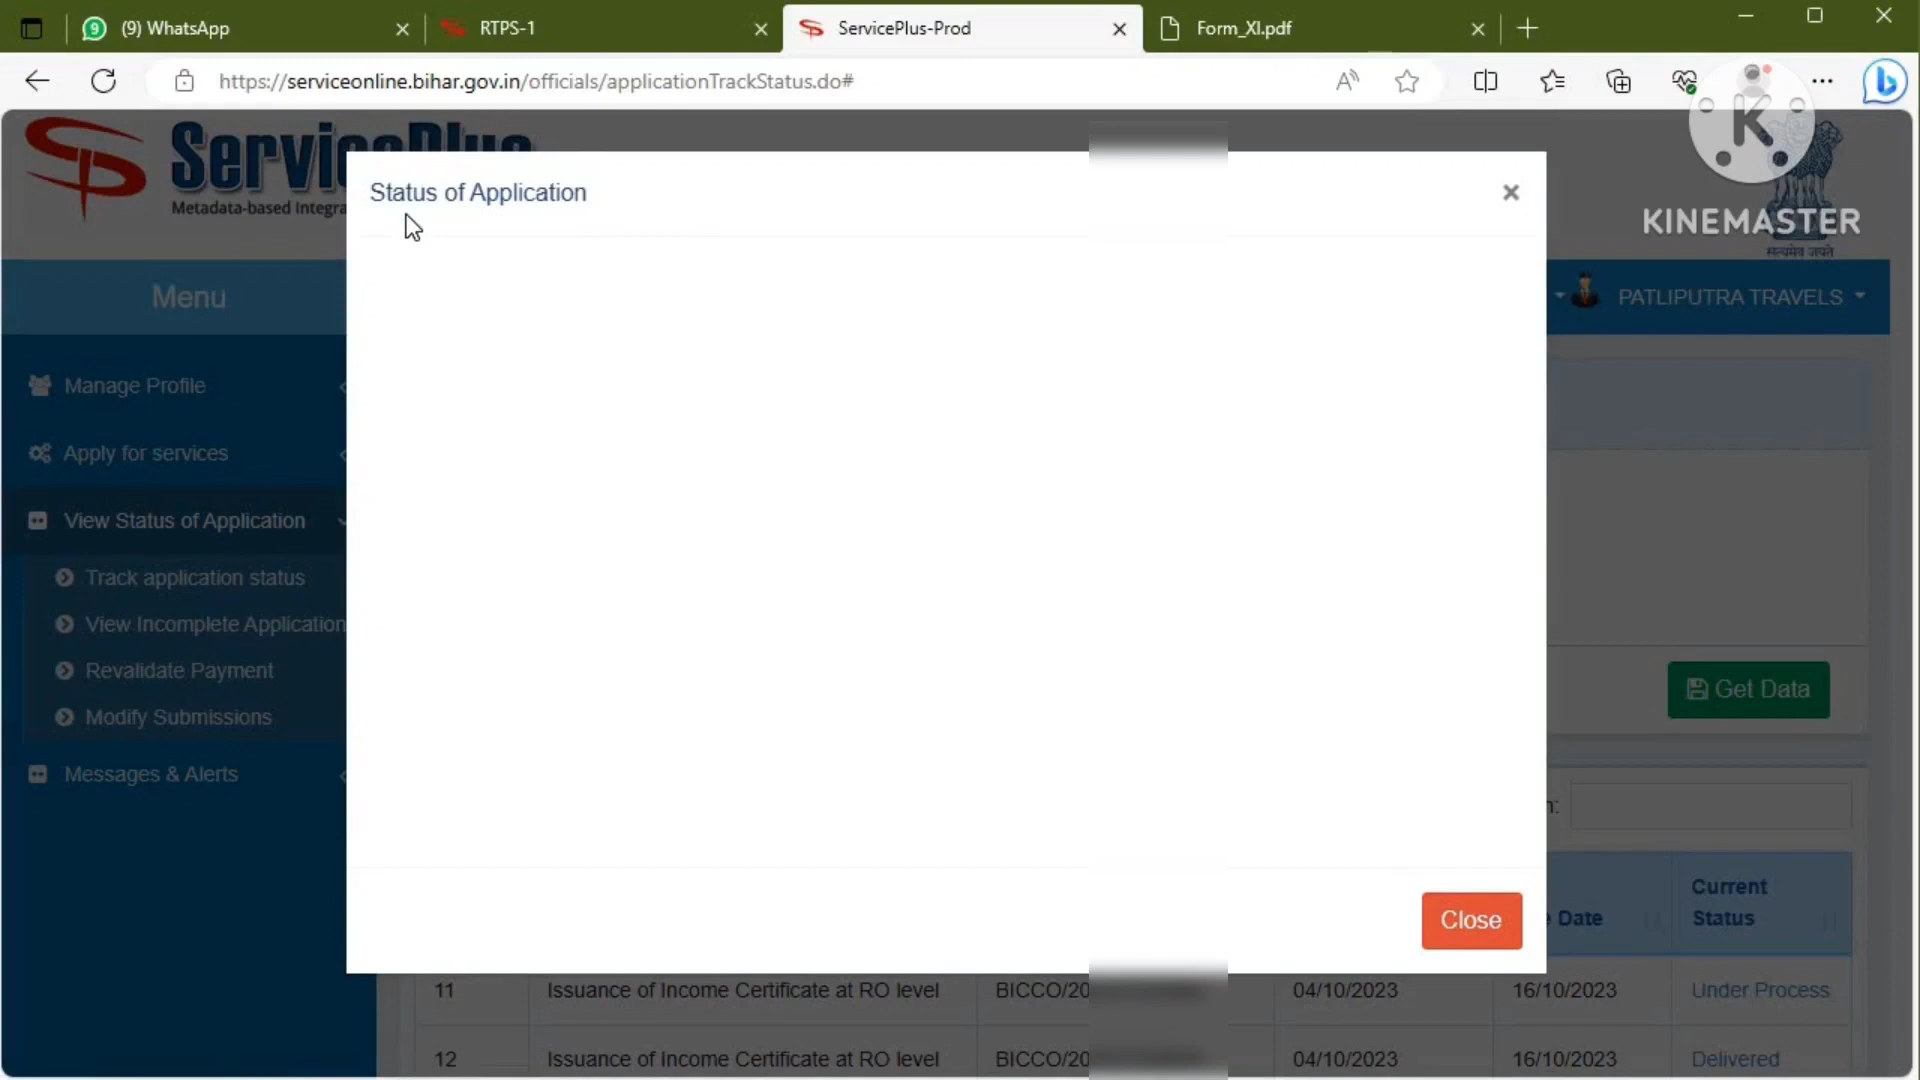 (9) WhatsApp
RTPS-1
ServicePlus-Prod
Form_XI.pdf
https://serviceonline.bihar.gov.in/officials/applicationTrackStatus.do#
ServicePlus
Metadata-based Integra
Status of Application
KINEMASTER
सत्यमेव जयते
Menu
PATLIPUTRA TRAVELS
Manage Profile
Apply for services
View Status of Application
Track application status
View Incomplete Application
Revalidate Payment
Modify Submissions
Messages & Alerts
Get Data
Close
Date
Current
Status
11 Issuance of Income Certificate at RO level BICCO/20 04/10/2023 16/10/2023 Under Process
12 Issuance of Income Certificate at RO level BICCO/20 04/10/2023 16/10/2023 Delivered